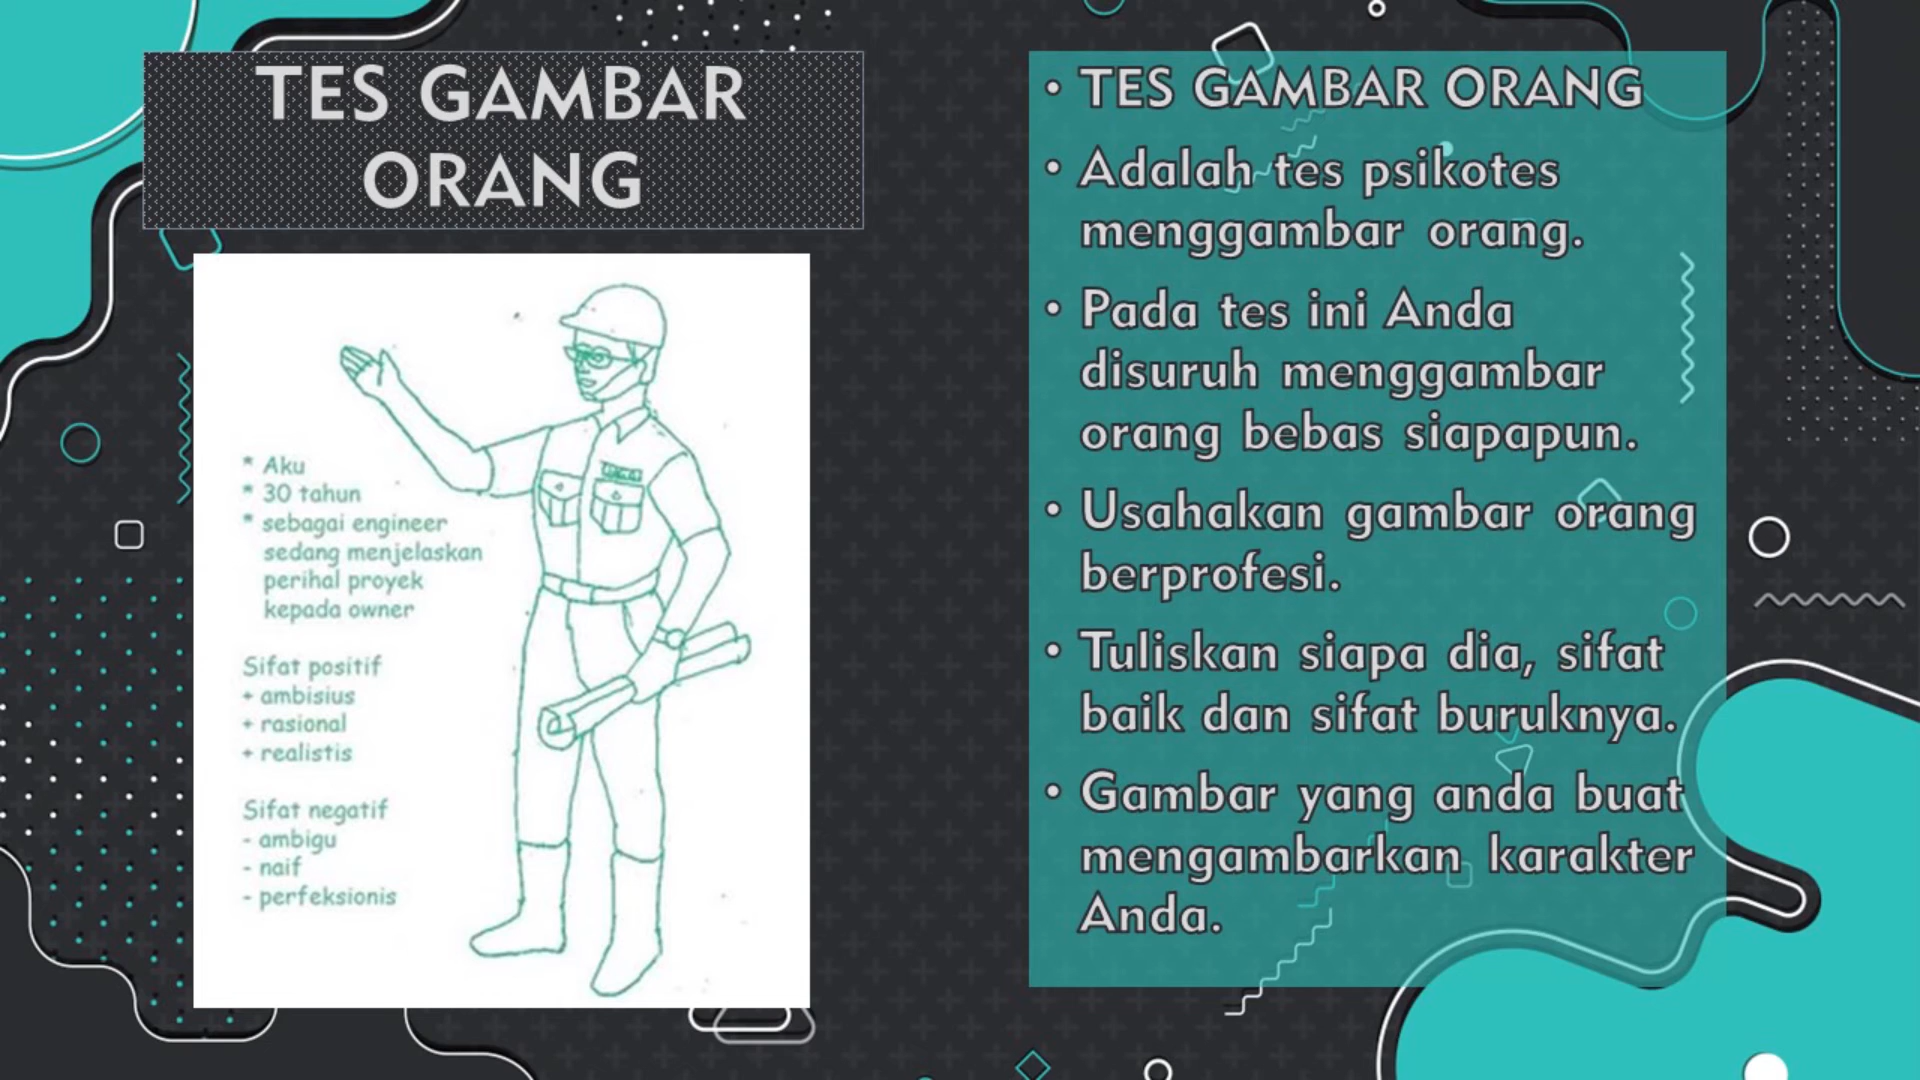 TES GAMBAR
ORANG
* Aku
* 30 tahun
* sebagai engineer
sedang menjelaskan
perihal proyek
kepada owner
Sifat positif
+ ambisius
+ rasional
+ realistis
Sifat negatif
- ambigu
- naif
- perfeksionis
• TES GAMBAR ORANG
• Adalah tes psikotes
menggambar orang.
• Pada tes ini Anda
disuruh menggambar
orang bebas siapapun.
• Usahakan gambar orang
berprofesi.
• Tuliskan siapa dia, sifat
baik dan sifat buruknya.
• Gambar yang anda buat
mengambarkan karakter
Anda.